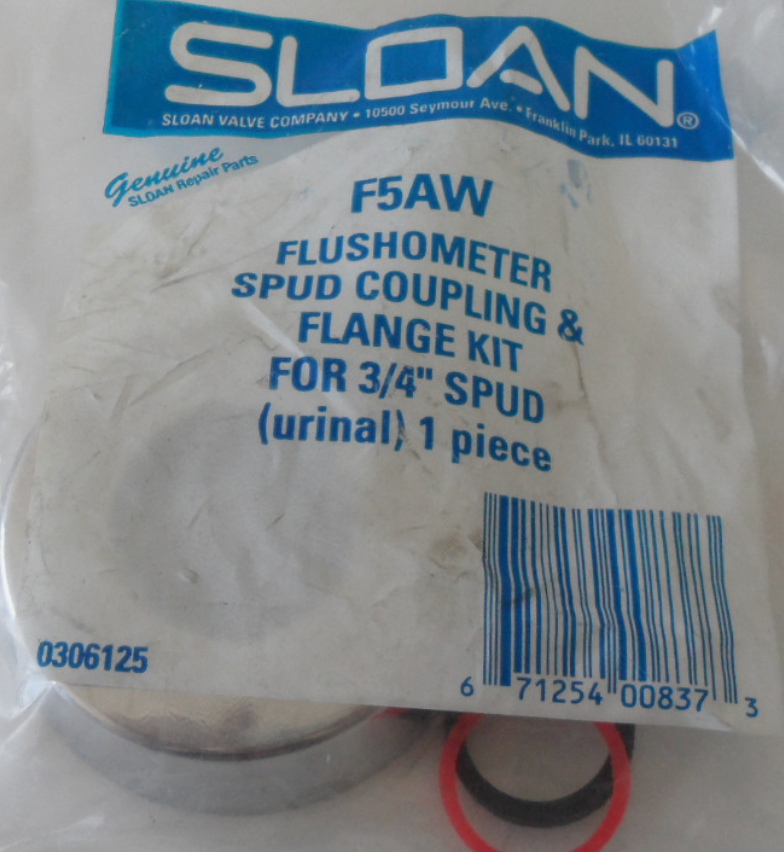 SLOAN®
SLOAN VALVE COMPANY • 10500 Seymour Ave. • Franklin Park, IL 60131
Genuine
SLOAN Repair Parts
F5AW
FLUSHOMETER
SPUD COUPLING &
FLANGE KIT
FOR 3/4" SPUD
(urinal) 1 piece
0306125
6 71254 00837 3